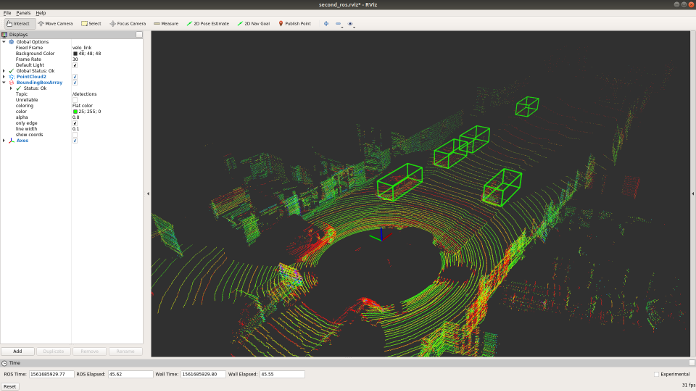 second_ros.rviz* - RViz
File Panels Help
Interact Move Camera Select Focus Camera Measure 2D Pose Estimate 2D Nav Goal Publish Point
Displays
Global Options
Fixed Frame velo_link
Background Color 48; 48; 48
Frame Rate 30
Default Light
Global Status: Ok
PointCloud2
BoundingBoxArray
Status: Ok
Topic /detections
Unreliable
coloring Flat color
color 25; 255; 0
alpha 0.8
only edge
line width 0.1
show coords
Axes
Add Duplicate Remove Rename
Time
ROS Time: 1561685929.77 ROS Elapsed: 45.62 Wall Time: 1561685929.80 Wall Elapsed: 45.55
Experimental
Reset
31 fps